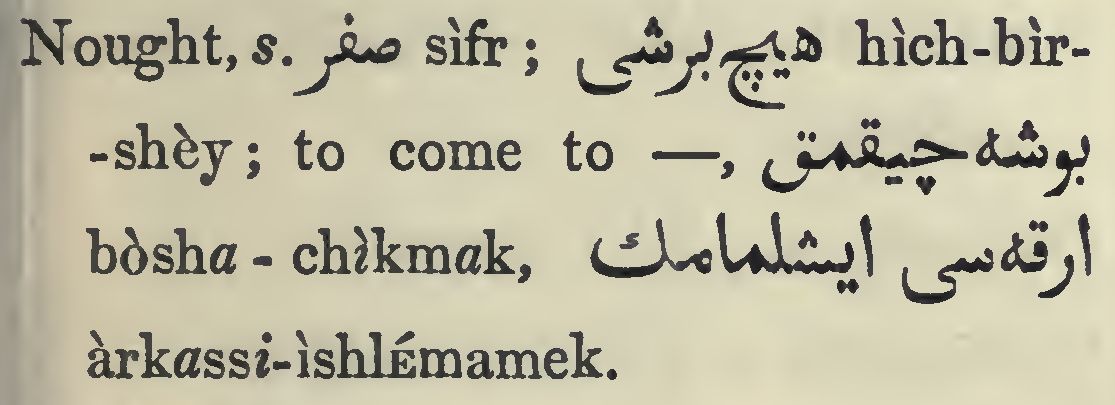 Nought, s. صفر sìfr; هیچ برشی hìch-bìr-
-shèy; to come to —, بوشه چیقمق
bòsha - chìkmak, ارقه‌سی ایشلمامك
àrkassi-ìshlÉmamek.